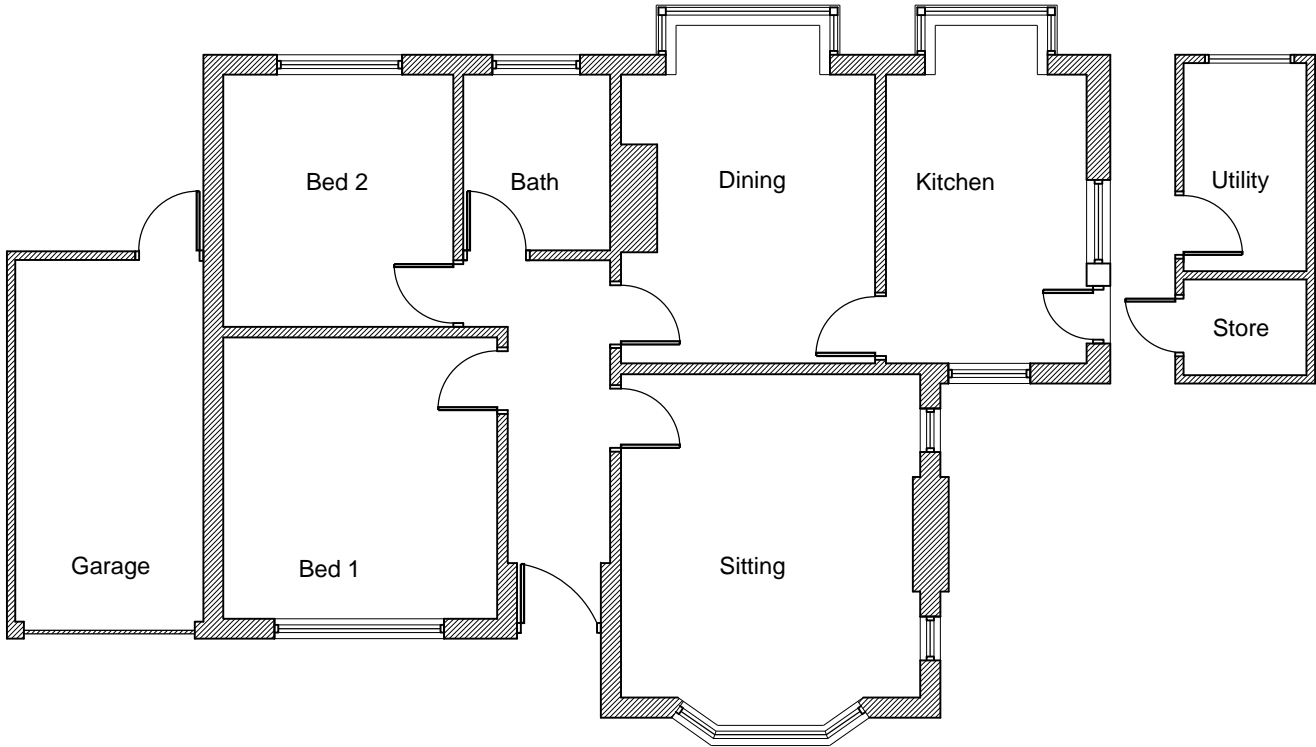 Bed 2
Bath
Dining
Kitchen
Utility
Store
Garage
Bed 1
Sitting